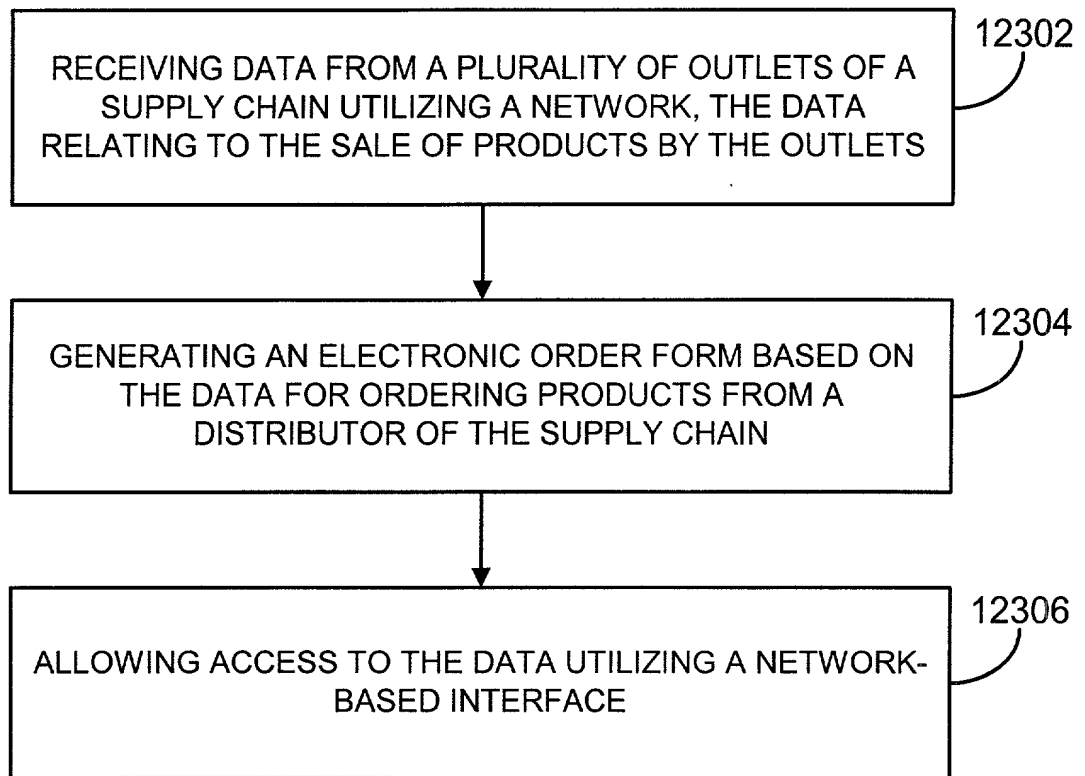 12302
RECEIVING DATA FROM A PLURALITY OF OUTLETS OF A
SUPPLY CHAIN UTILIZING A NETWORK, THE DATA
RELATING TO THE SALE OF PRODUCTS BY THE OUTLETS
12304
GENERATING AN ELECTRONIC ORDER FORM BASED ON
THE DATA FOR ORDERING PRODUCTS FROM A
DISTRIBUTOR OF THE SUPPLY CHAIN
12306
ALLOWING ACCESS TO THE DATA UTILIZING A NETWORK-
BASED INTERFACE